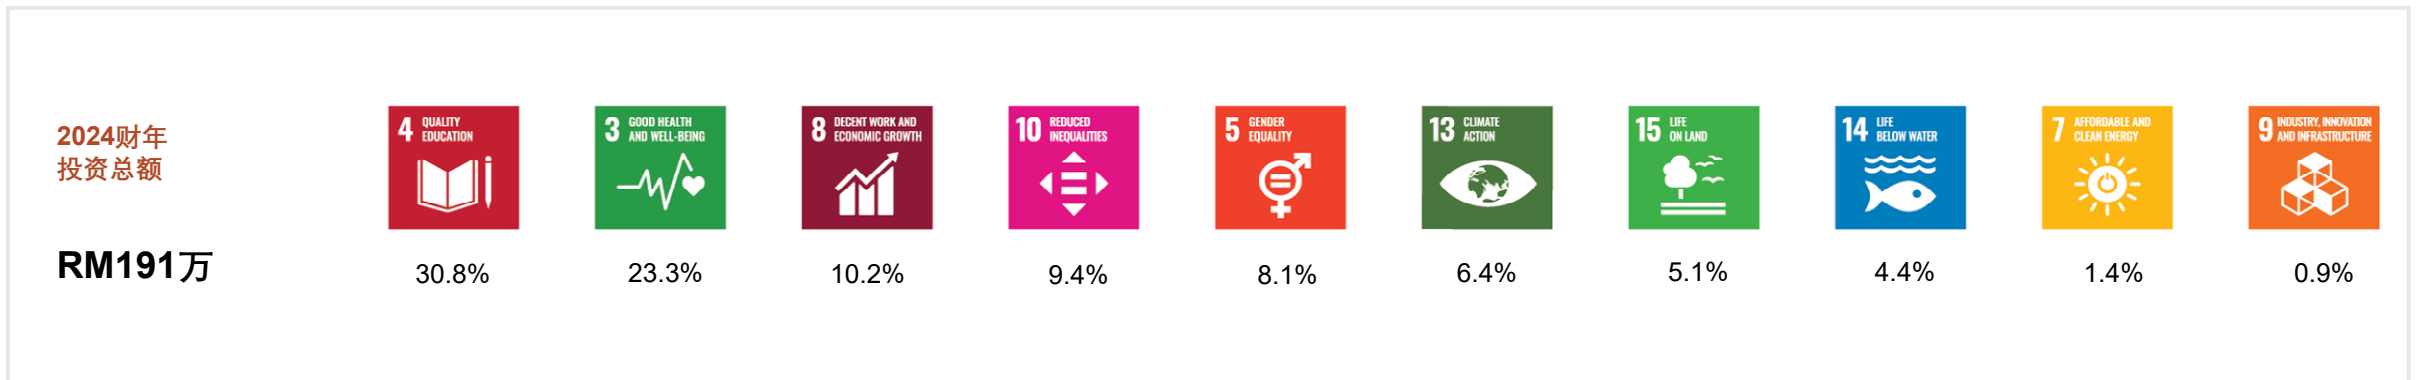 2024财年
投资总额
RM191万
4 QUALITY
EDUCATION
30.8%
3 GOOD HEALTH
AND WELL-BEING
23.3%
8 DECENT WORK AND
ECONOMIC GROWTH
10.2%
10 REDUCED
INEQUALITIES
9.4%
5 GENDER
EQUALITY
8.1%
13 CLIMATE
ACTION
6.4%
15 LIFE
ON LAND
5.1%
14 LIFE
BELOW WATER
4.4%
7 AFFORDABLE AND
CLEAN ENERGY
1.4%
9 INDUSTRY, INNOVATION
AND INFRASTRUCTURE
0.9%